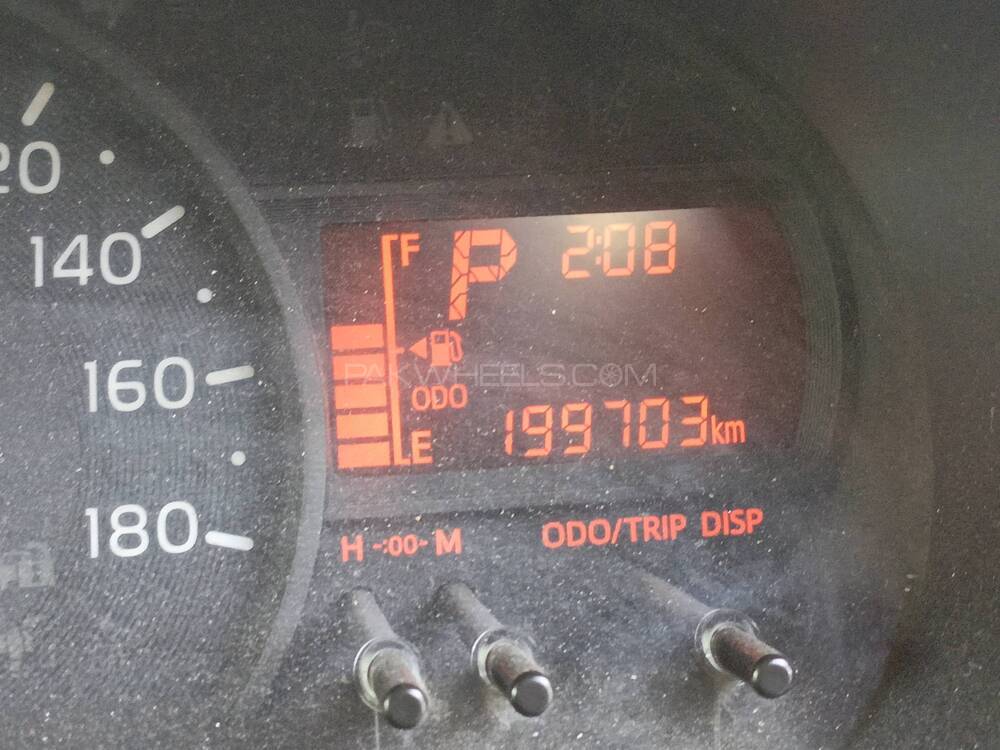 20
140
160
180
F
P
2:08
PAKWHEELS.COM
ODO
199703km
E
H -:00- M
ODO/TRIP DISP